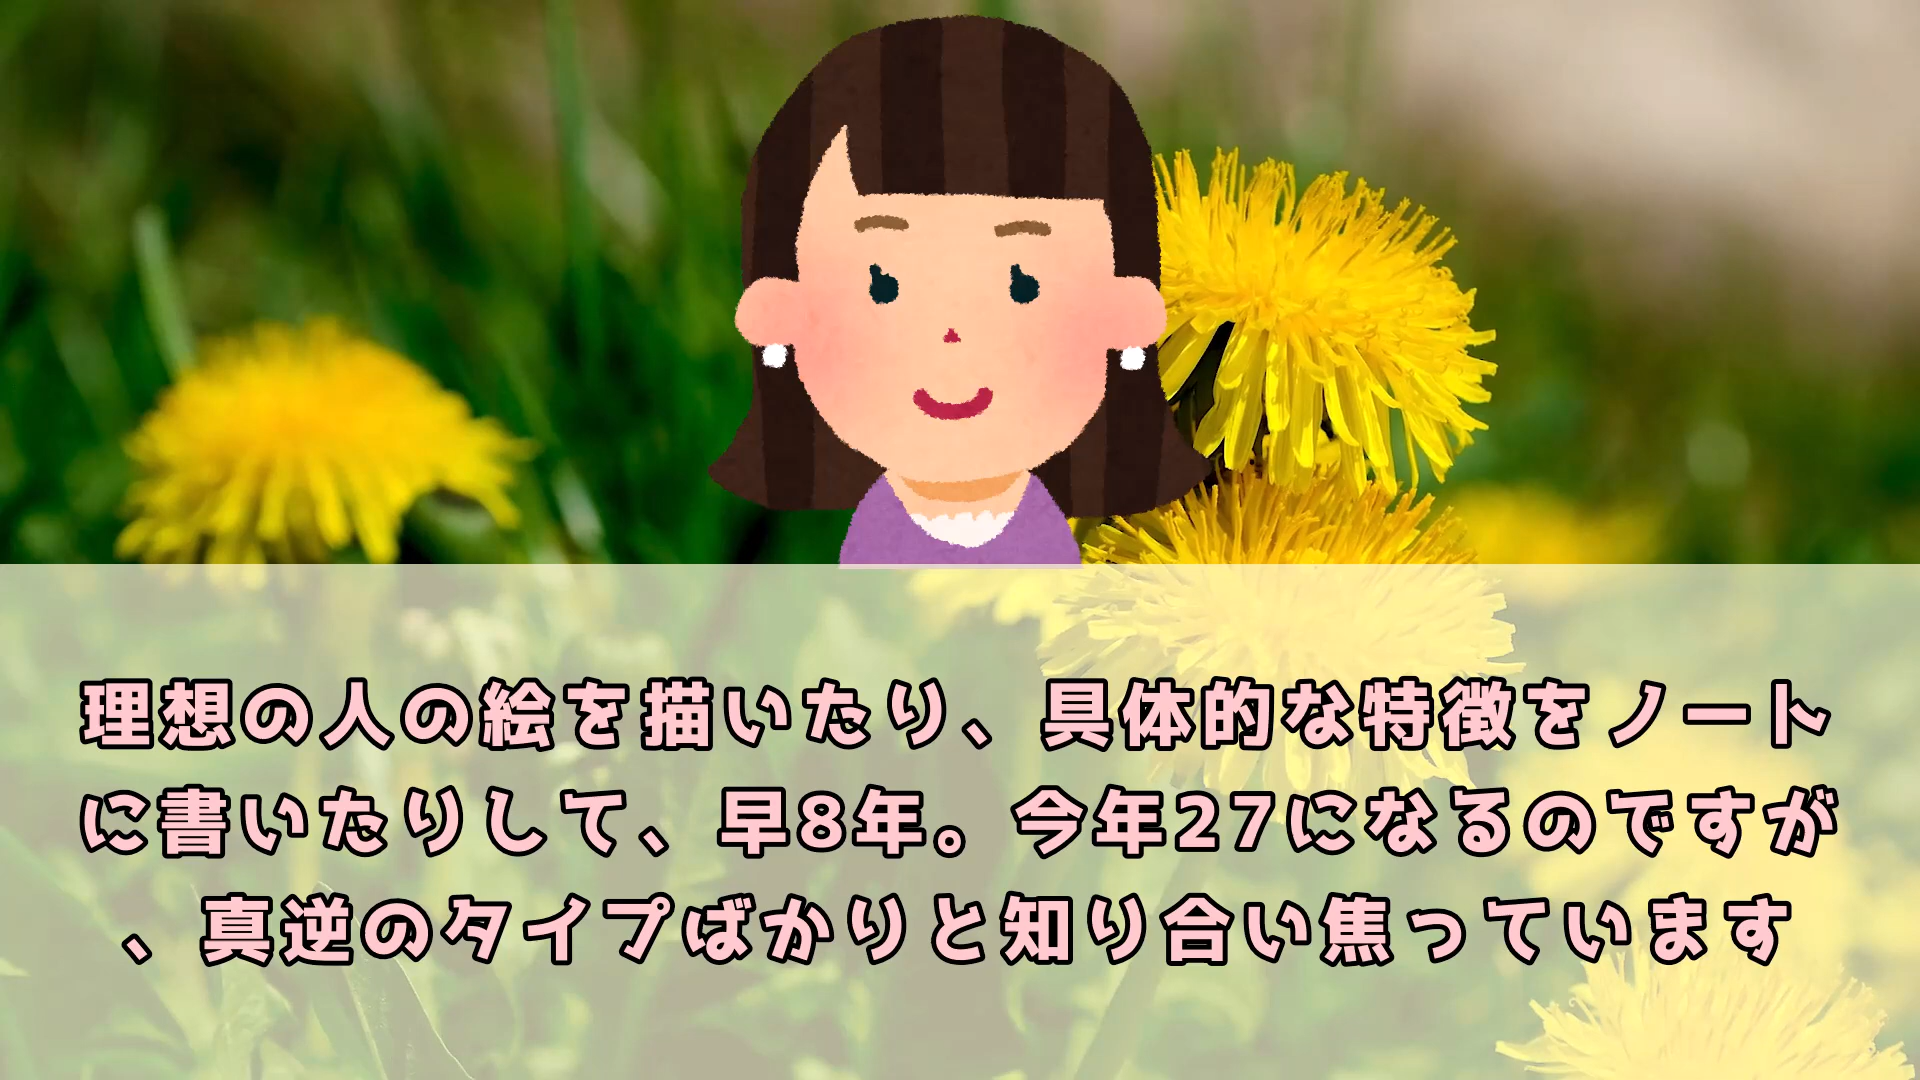 理想の人の絵を描いたり、具体的な特徴をノート
に書いたりして、早8年。今年27になるのですが
、真逆のタイプばかりと知り合い焦っています